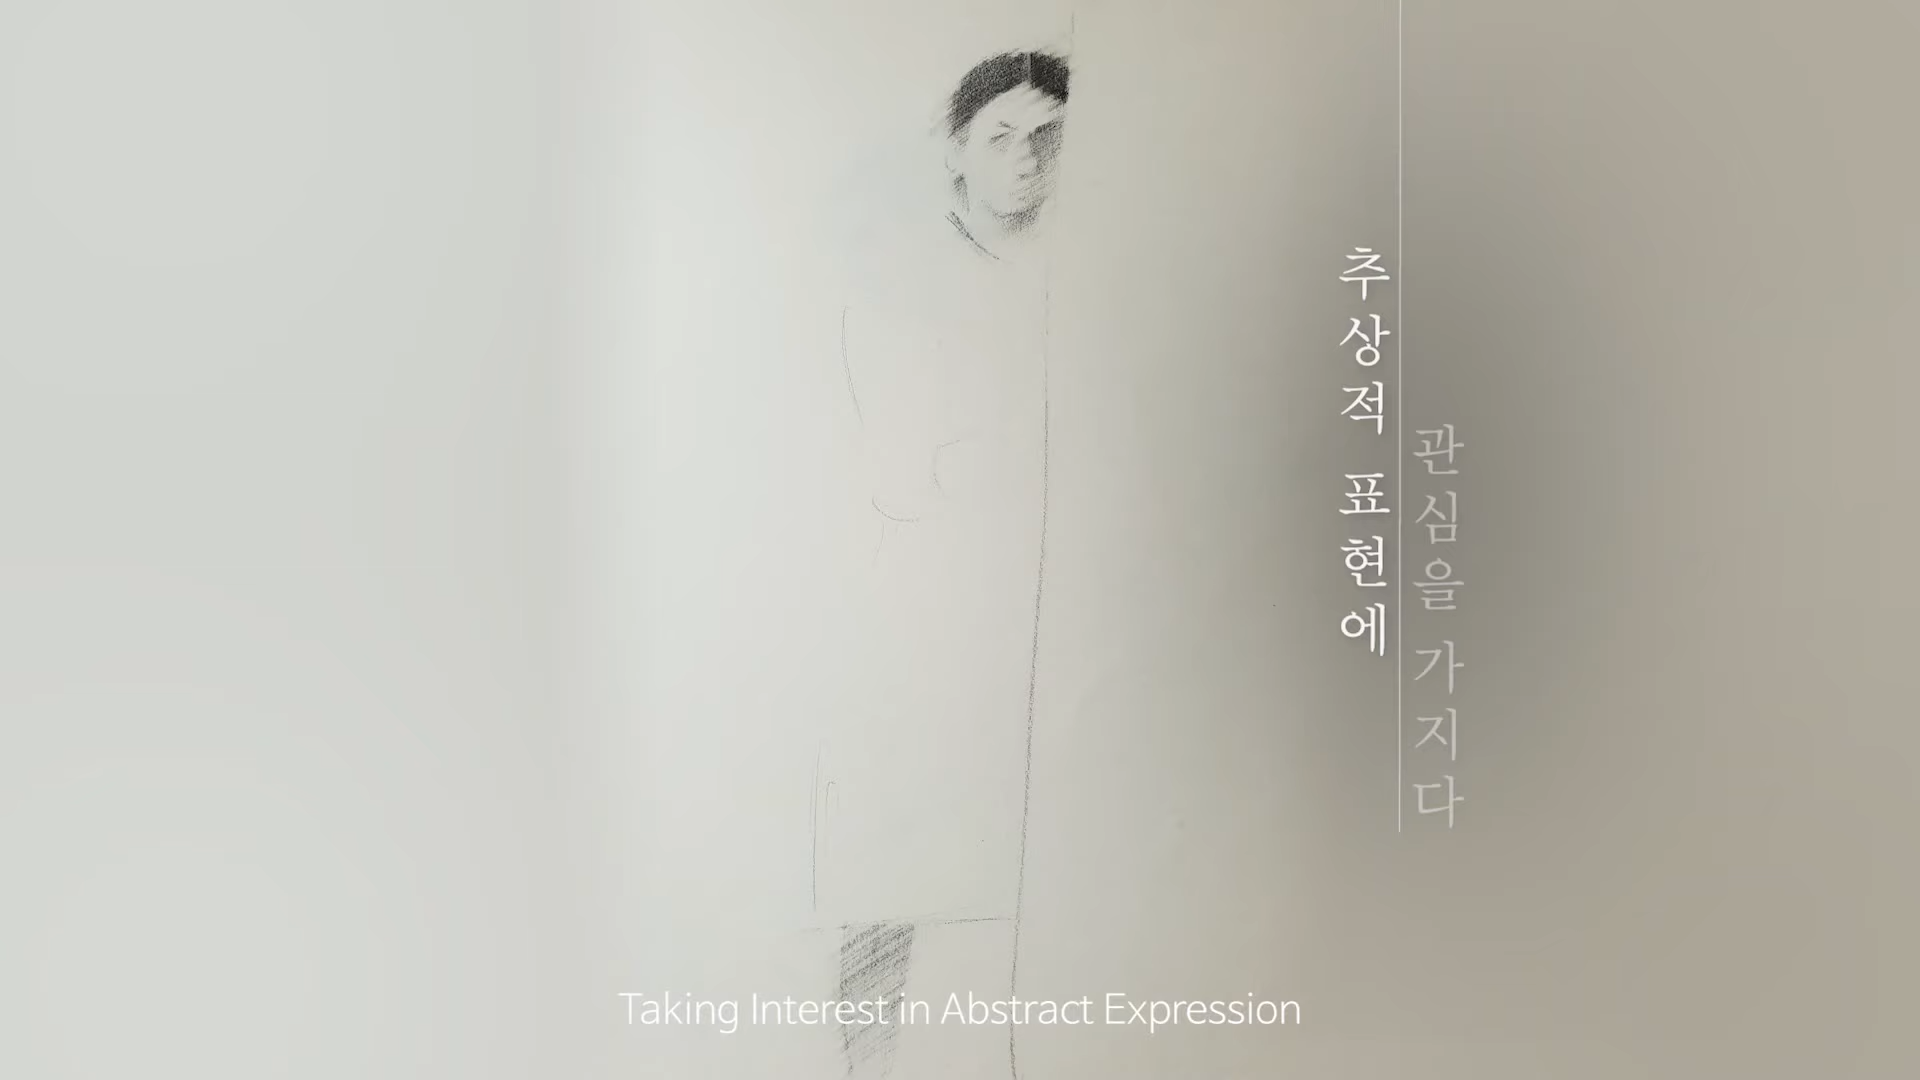 추상적 표현에
관심을 가지다
Taking Interest in Abstract Expression